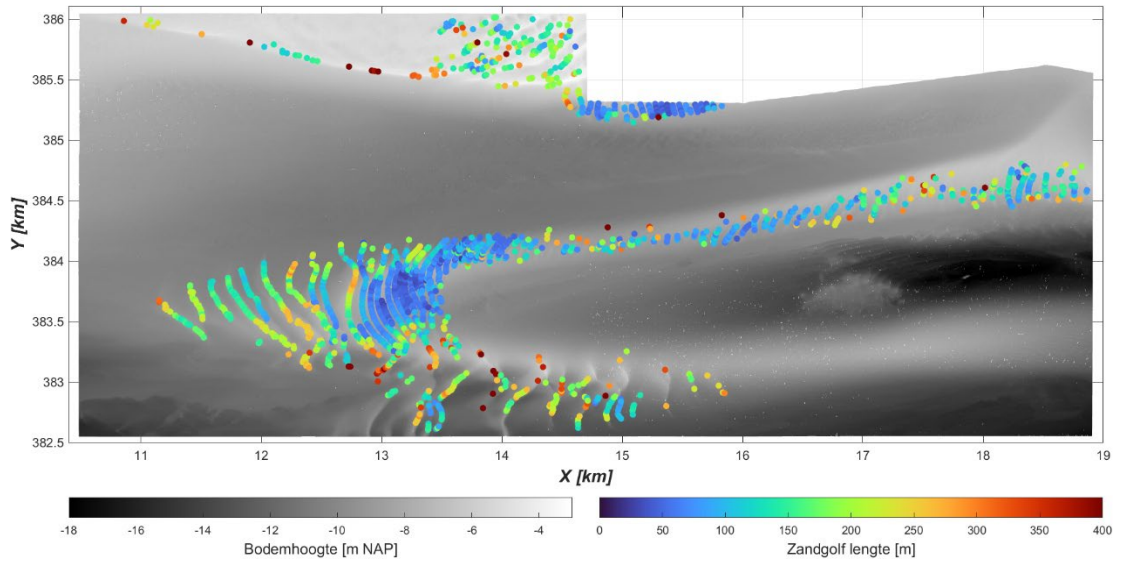 386
385.5
385
384.5
384
383.5
383
382.5
Y [km]
11 12 13 14 15 16 17 18 19
X [km]
-18 -16 -14 -12 -10 -8 -6 -4
Bodemhoogte [m NAP]
0 50 100 150 200 250 300 350 400
Zandgolf lengte [m]